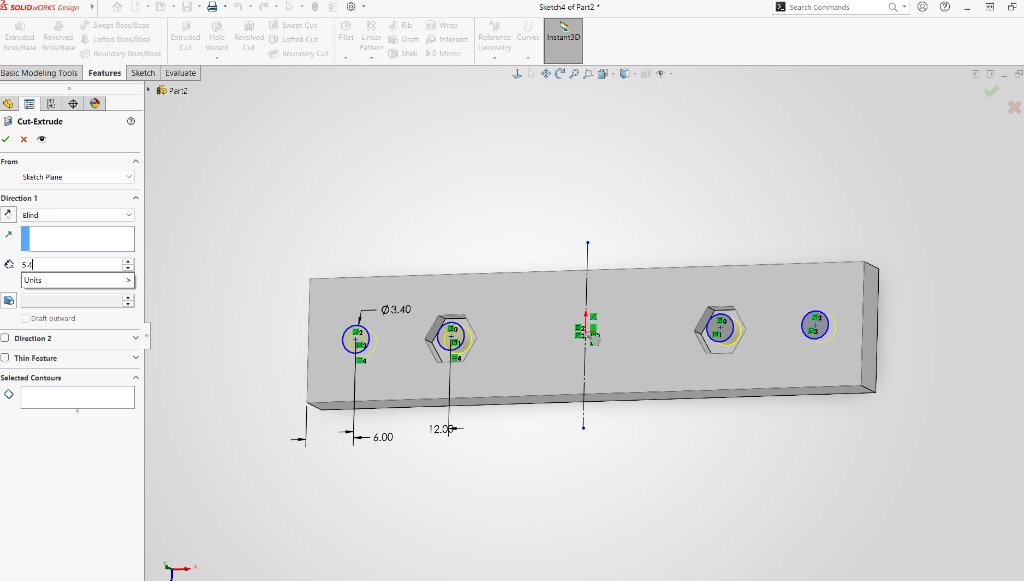 SOLIDWORKS Design
Sketch4 of Part2 *
Search Commands
Extruded Boss/Base
Revolved Boss/Base
Swept Boss/Base
Lofted Boss/Base
Boundary Boss/Base
Extruded Cut
Hole Wizard
Revolved Cut
Swept Cut
Lofted Cut
Boundary Cut
Fillet
Linear Pattern
Rib
Draft
Shell
Wrap
Intersect
Mirror
Reference Geometry
Curves
Instant3D
Basic Modeling Tools
Features
Sketch
Evaluate
Part2
Cut-Extrude
From
Sketch Plane
Direction 1
Blind
5.4
Units >
Draft outward
Direction 2
Thin Feature
Selected Contours
Ø3.40
6.00
12.00